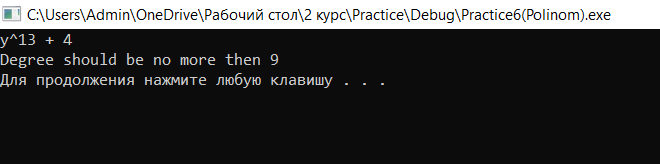 C:\Users\Admin\OneDrive\Рабочий стол\2 курс\Practice\Debug\Practice6(Polinom).exe
y^13 + 4
Degree should be no more then 9
Для продолжения нажмите любую клавишу . . .